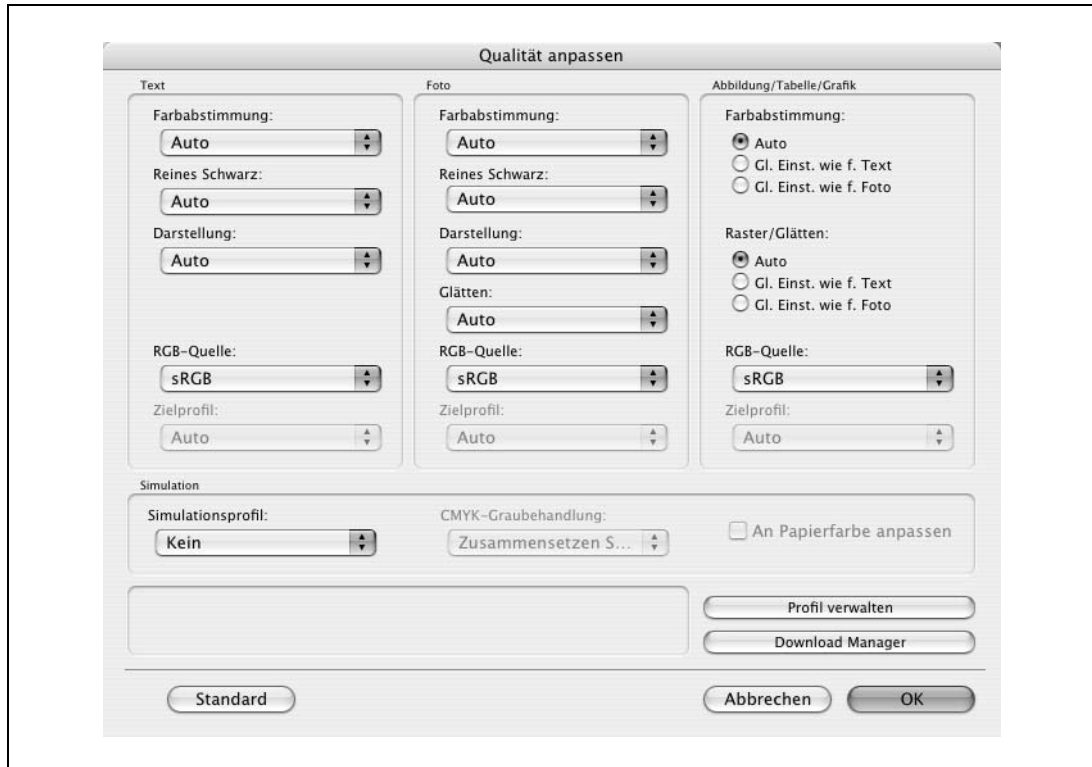 Qualität anpassen
Text
Farbabstimmung:
Auto
Reines Schwarz:
Auto
Darstellung:
Auto
RGB-Quelle:
sRGB
Zielprofil:
Auto
Foto
Farbabstimmung:
Auto
Reines Schwarz:
Auto
Darstellung:
Auto
Glätten:
Auto
RGB-Quelle:
sRGB
Zielprofil:
Auto
Abbildung/Tabelle/Grafik
Farbabstimmung:
Auto
Gl. Einst. wie f. Text
Gl. Einst. wie f. Foto
Raster/Glätten:
Auto
Gl. Einst. wie f. Text
Gl. Einst. wie f. Foto
RGB-Quelle:
sRGB
Zielprofil:
Auto
Simulation
Simulationsprofil:
Kein
CMYK-Graubehandlung:
Zusammensetzen S...
An Papierfarbe anpassen
Profil verwalten
Download Manager
Standard
Abbrechen
OK